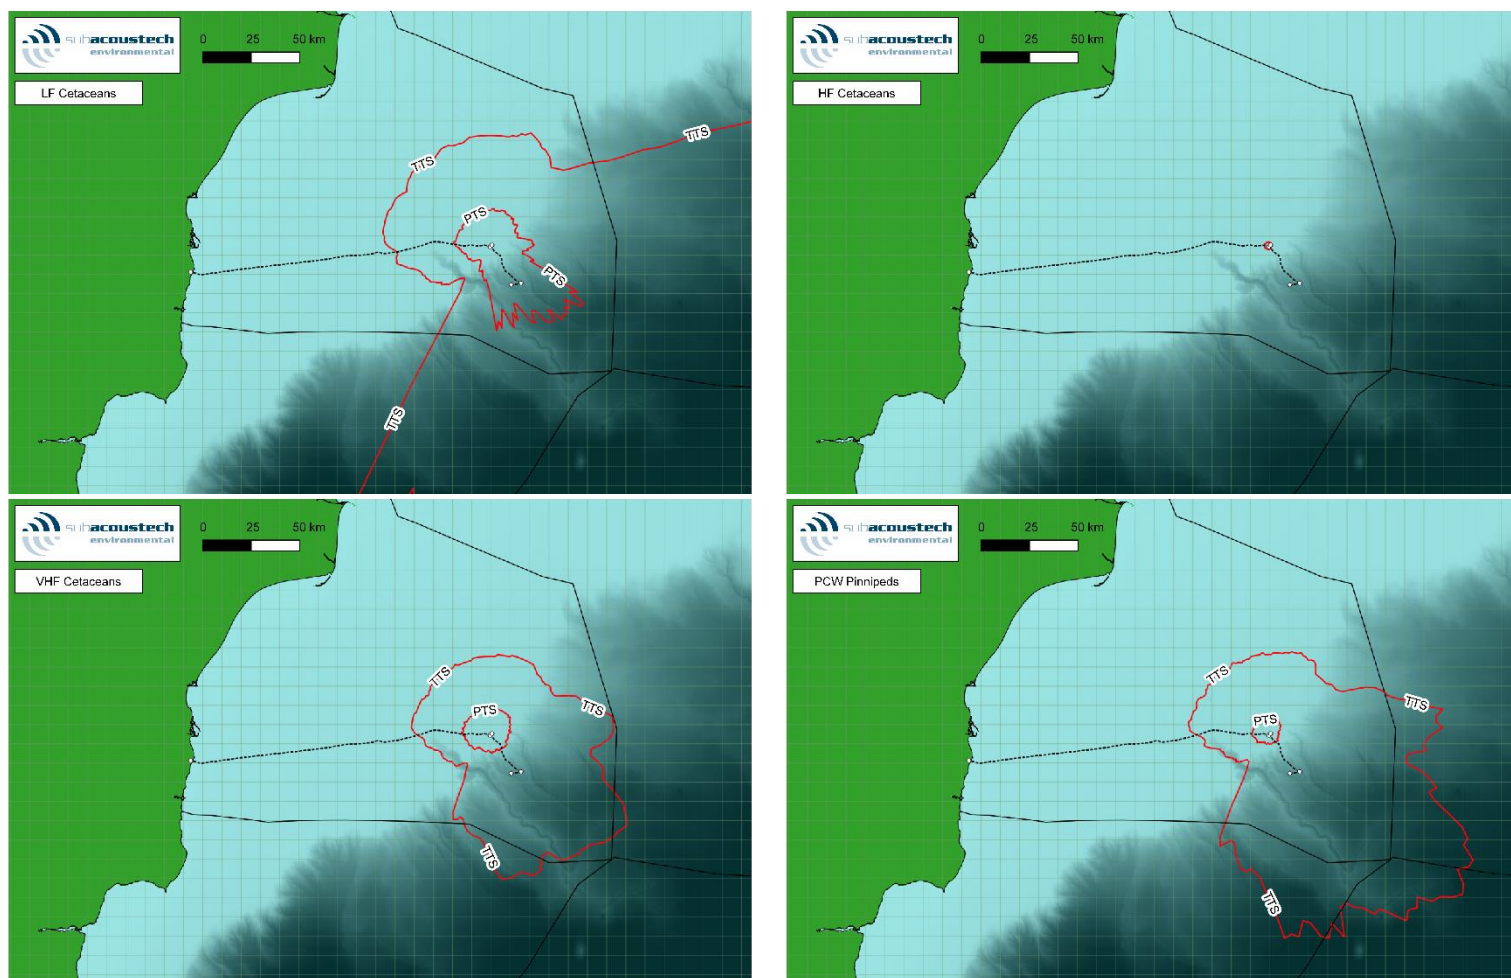 subacoustech
environmental
0 25 50 km
LF Cetaceans
TTS
TTS
PTS
PTS
TTS
subacoustech
environmental
0 25 50 km
HF Cetaceans
subacoustech
environmental
0 25 50 km
VHF Cetaceans
TTS
TTS
PTS
TTS
subacoustech
environmental
0 25 50 km
PCW Pinnipeds
TTS
TTS
PTS
TTS